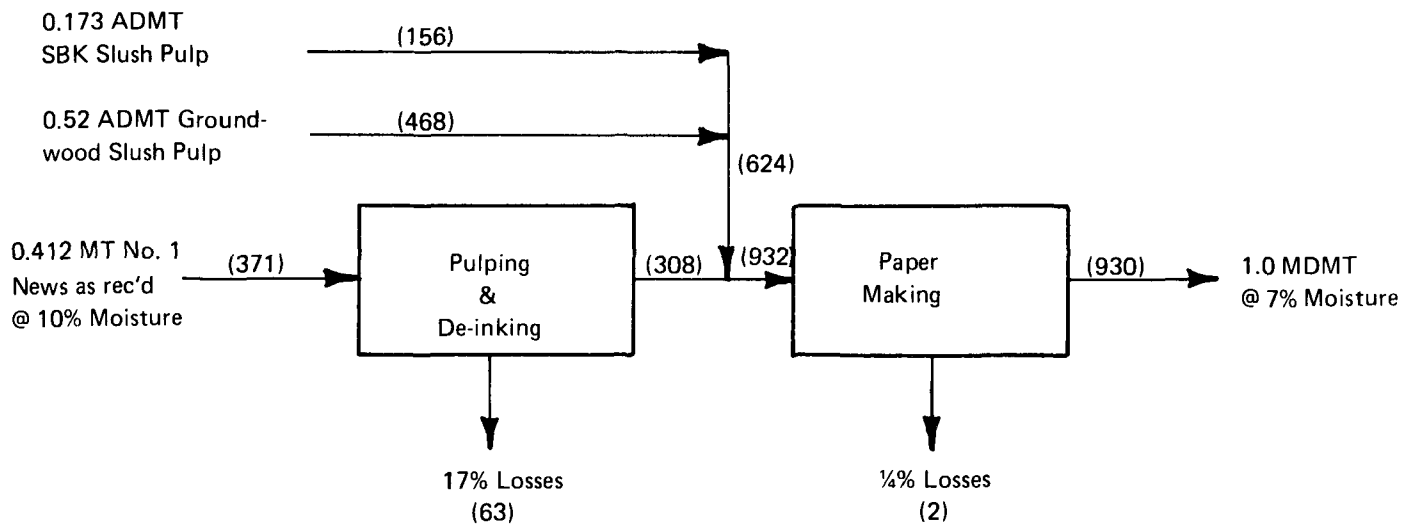 0.173 ADMT
SBK Slush Pulp
(156)
0.52 ADMT Ground-
wood Slush Pulp
(468)
(624)
0.412 MT No. 1
News as rec'd
@ 10% Moisture
(371)
Pulping
&
De-inking
(308)
(932)
Paper
Making
(930)
1.0 MDMT
@ 7% Moisture
17% Losses
(63)
¼% Losses
(2)